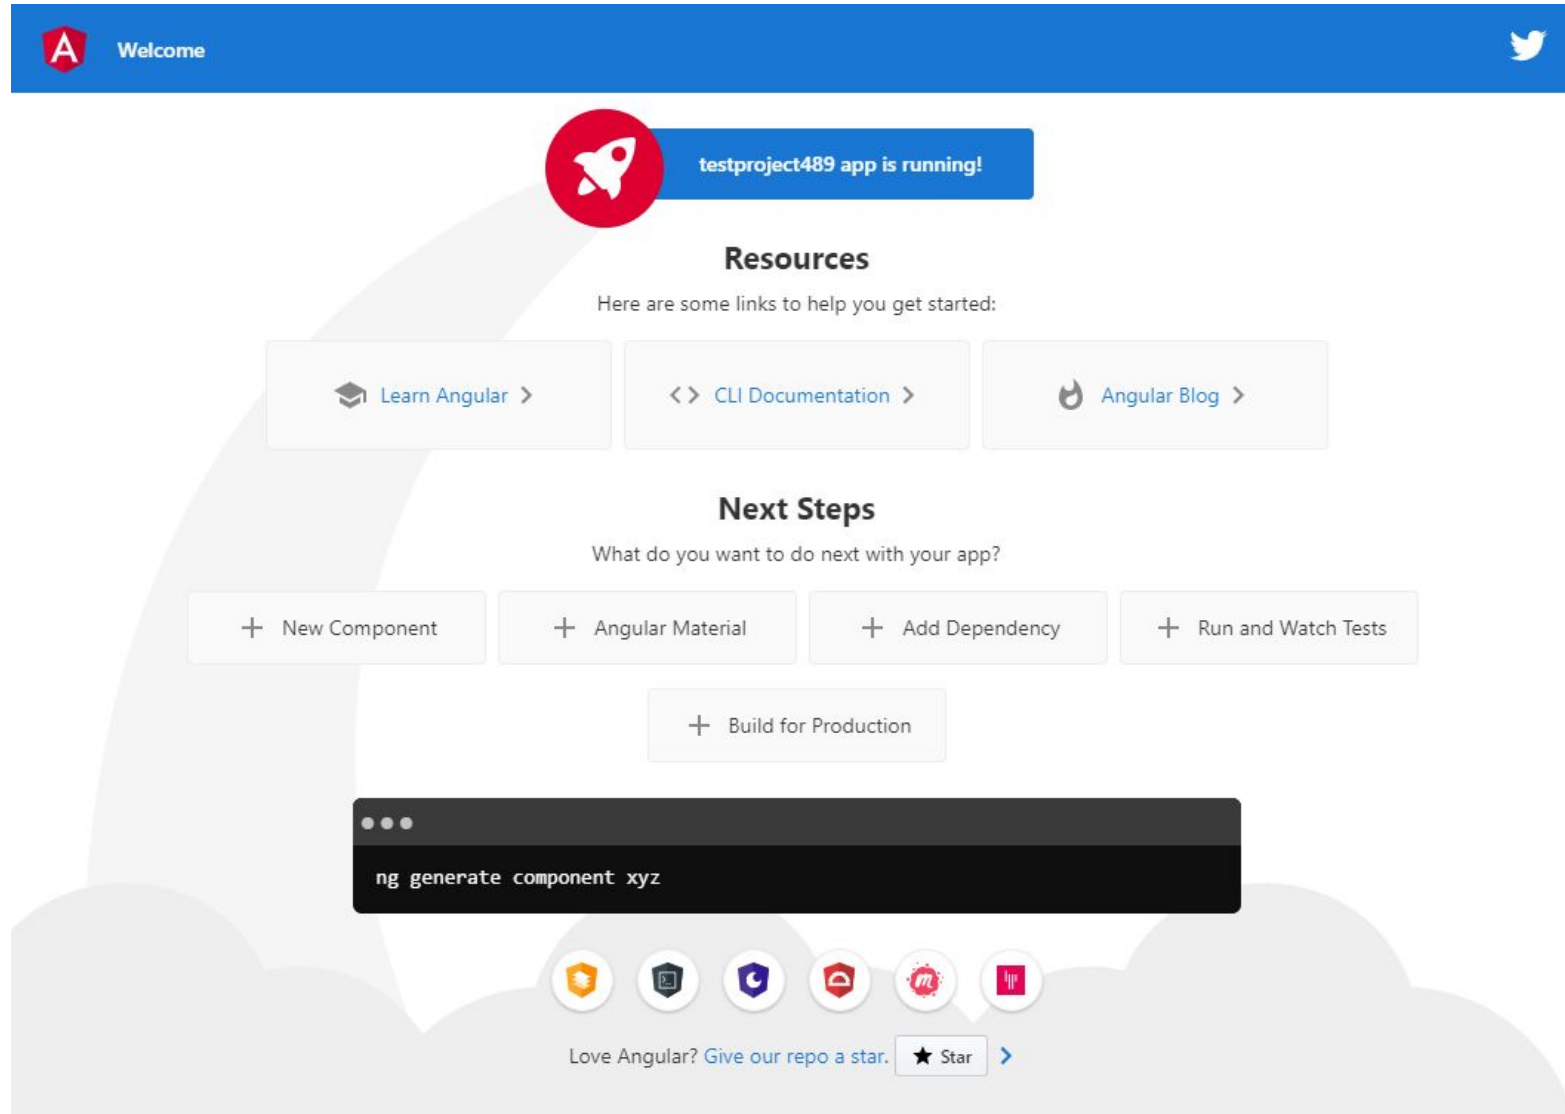 Welcome
testproject489 app is running!
Resources
Here are some links to help you get started:
Learn Angular
CLI Documentation
Angular Blog
Next Steps
What do you want to do next with your app?
New Component
Angular Material
Add Dependency
Run and Watch Tests
Build for Production
ng generate component xyz
Love Angular? Give our repo a star. Star